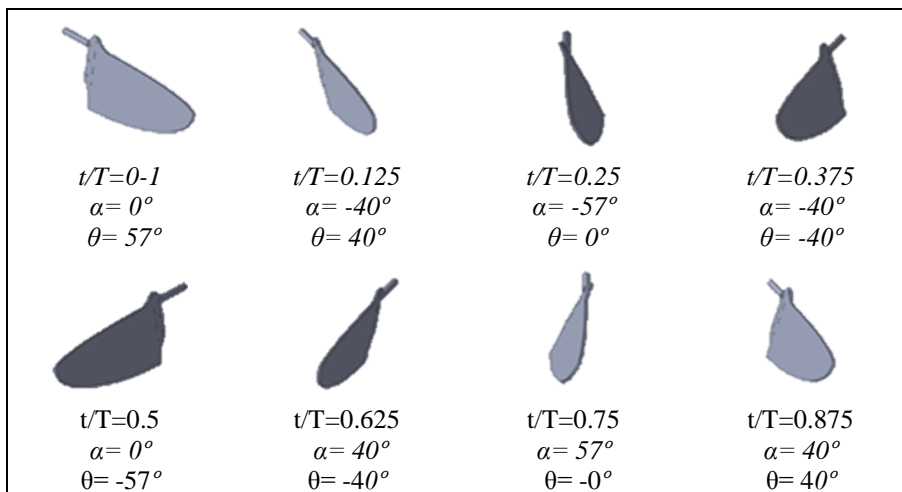 t/T=0-1 t/T=0.125 t/T=0.25 t/T=0.375
α= 0º α= -40º α= -57º α= -40º
θ= 57º θ= 40º θ= 0º θ= -40º
t/T=0.5 t/T=0.625 t/T=0.75 t/T=0.875
α= 0º α= 40º α= 57º α= 40º
θ= -57º θ= -40º θ= -0º θ= 40º